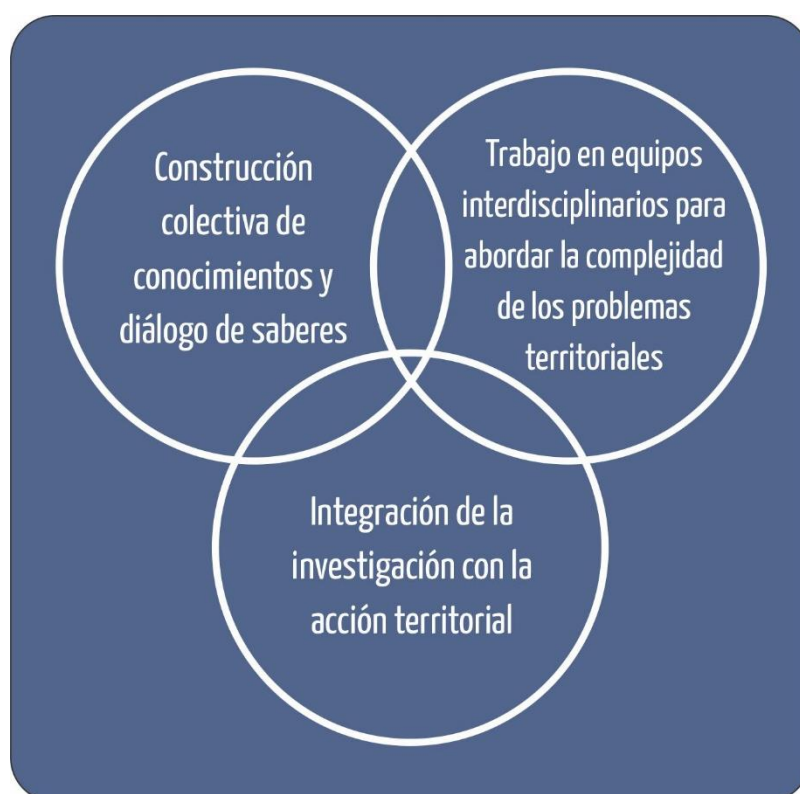 Construcción
colectiva de
conocimientos y
diálogo de saberes
Trabajo en equipos
interdisciplinarios para
abordar la complejidad
de los problemas
territoriales
Integración de la
investigación con la
acción territorial